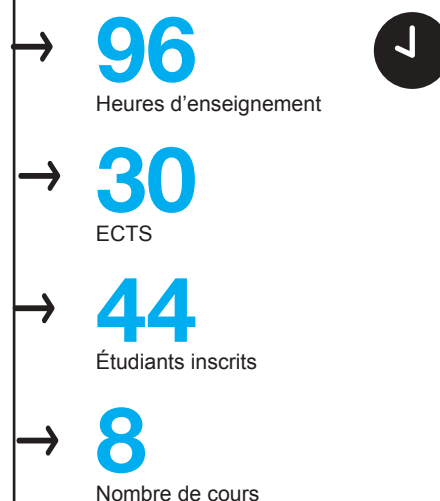 96
Heures d’enseignement
30
ECTS
44
Étudiants inscrits
8
Nombre de cours